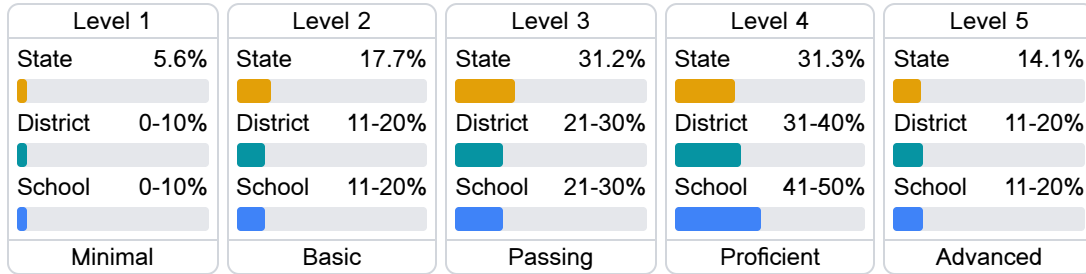 Level 1
State 5.6%
District 0-10%
School 0-10%
Minimal
Level 2
State 17.7%
District 11-20%
School 11-20%
Basic
Level 3
State 31.2%
District 21-30%
School 21-30%
Passing
Level 4
State 31.3%
District 31-40%
School 41-50%
Proficient
Level 5
State 14.1%
District 11-20%
School 11-20%
Advanced